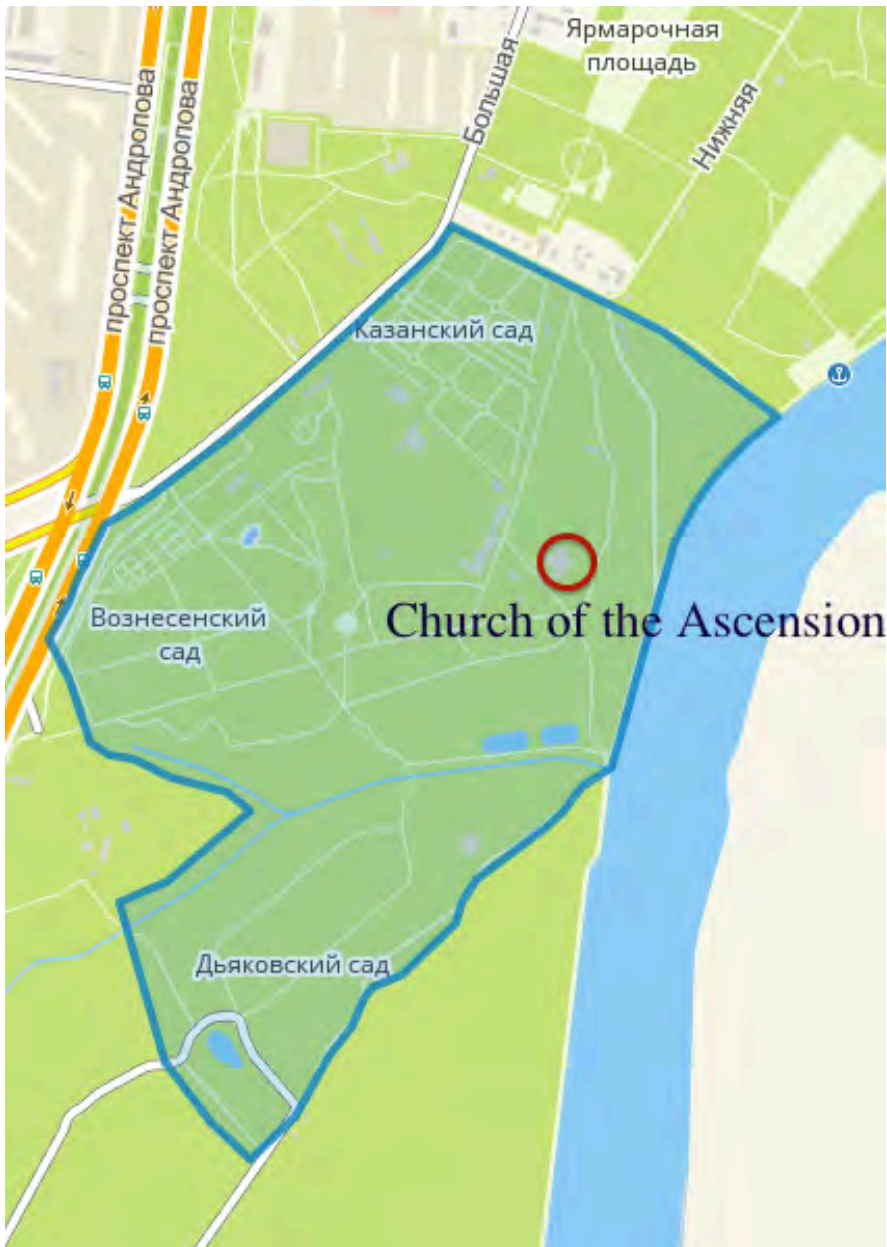 Ярмарочная
площадь
Большая
Нижняя
проспект Андропова
проспект Андропова
Казанский сад
Вознесенский
сад
Church of the Ascension
Дьяковский сад